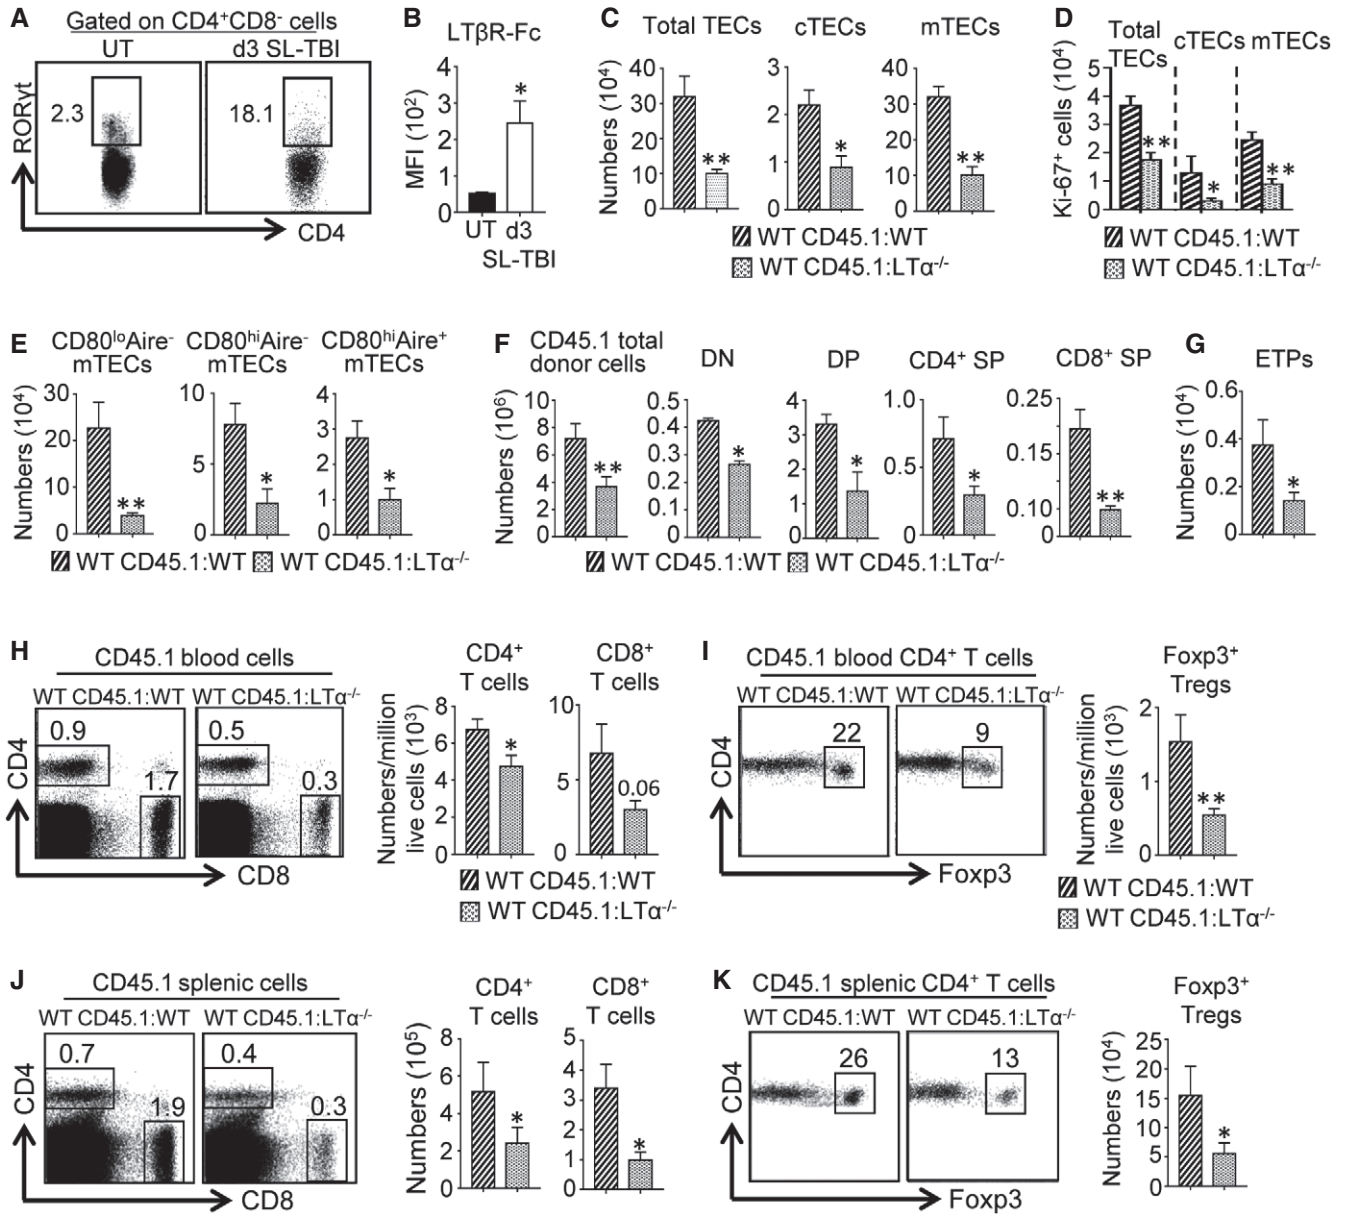 A
Gated on CD4⁺CD8⁻ cells
UT
d3 SL-TBI
2.3
18.1
RORγt
CD4
B
LTβR-Fc
MFI (10²)
4
3
2
1
0
*
UT d3
SL-TBI
C
Total TECs
cTECs
mTECs
Numbers (10⁴)
40
30
20
10
0
**
3
2
1
0
*
40
30
20
10
0
**
WT CD45.1:WT
WT CD45.1:LTα⁻/⁻
D
Total
TECs
cTECs
mTECs
Ki-67⁺ cells (10⁴)
5
4
3
2
1
0
**
*
**
WT CD45.1:WT
WT CD45.1:LTα⁻/⁻
E
CD80ˡᵒAire⁻
mTECs
CD80ʰⁱAire⁻
mTECs
CD80ʰⁱAire⁺
mTECs
Numbers (10⁴)
30
20
10
0
**
10
5
0
*
4
3
2
1
0
*
WT CD45.1:WT
WT CD45.1:LTα⁻/⁻
F
CD45.1 total
donor cells
DN
DP
CD4⁺ SP
CD8⁺ SP
Numbers (10⁶)
10
8
6
4
2
0
**
0.5
0.4
0.3
0.2
0.1
0
*
4
3
2
1
0
*
1.0
0.5
0
*
0.25
0.15
0.10
0
**
WT CD45.1:WT
WT CD45.1:LTα⁻/⁻
G
ETPs
Numbers (10⁴)
0.6
0.4
0.2
0
*
H
CD45.1 blood cells
WT CD45.1:WT
WT CD45.1:LTα⁻/⁻
0.9
1.7
0.5
0.3
CD4
CD8
CD4⁺
T cells
CD8⁺
T cells
Numbers/million
live cells (10³)
8
6
4
2
0
*
10
5
0
0.06
WT CD45.1:WT
WT CD45.1:LTα⁻/⁻
I
CD45.1 blood CD4⁺ T cells
WT CD45.1:WT
WT CD45.1:LTα⁻/⁻
22
9
CD4
Foxp3
Foxp3⁺
Tregs
Numbers/million
live cells (10³)
2
1
0
**
WT CD45.1:WT
WT CD45.1:LTα⁻/⁻
J
CD45.1 splenic cells
WT CD45.1:WT
WT CD45.1:LTα⁻/⁻
0.7
1.9
0.4
0.3
CD4
CD8
CD4⁺
T cells
CD8⁺
T cells
Numbers (10⁵)
8
6
4
2
0
*
5
4
3
2
1
0
*
K
CD45.1 splenic CD4⁺ T cells
WT CD45.1:WT
WT CD45.1:LTα⁻/⁻
26
13
CD4
Foxp3
Foxp3⁺
Tregs
Numbers (10⁴)
25
20
15
10
5
0
*